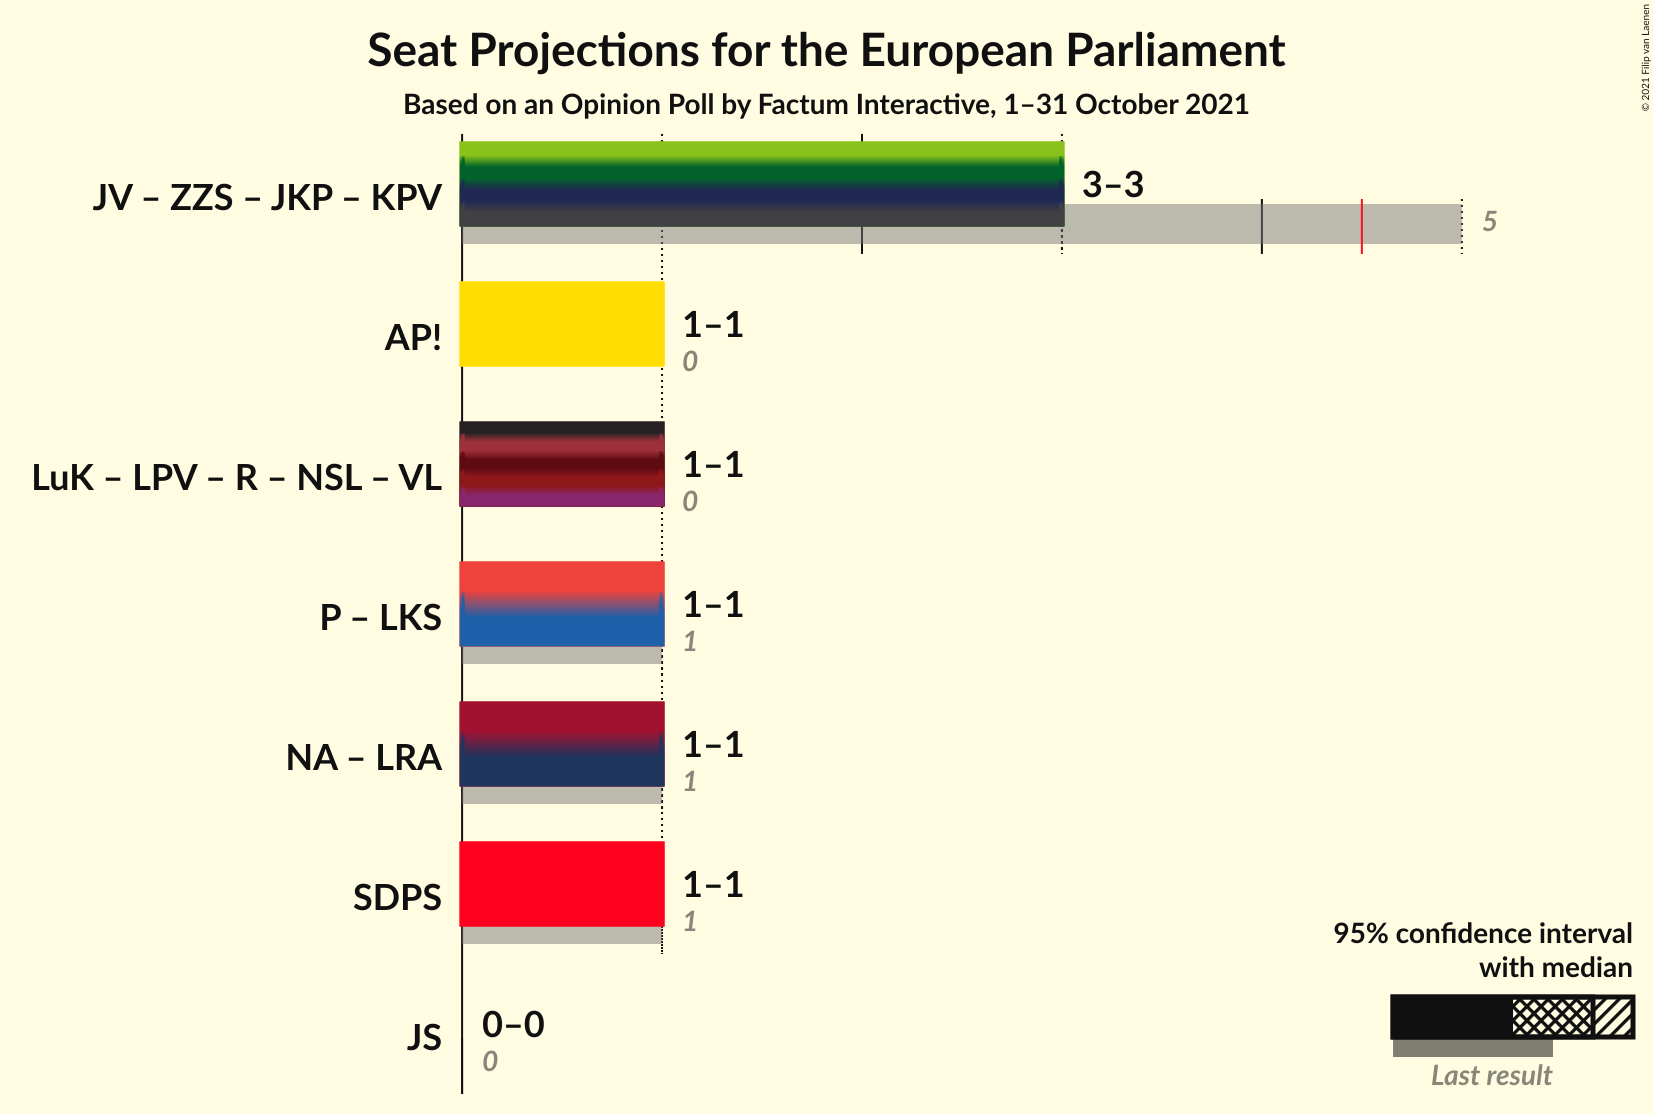 Seat Projections for the European Parliament
Based on an Opinion Poll by Factum Interactive, 1–31 October 2021
© 2021 Filip van Laenen
JV – ZZS – JKP – KPV
3–3
5
AP!
1–1
0
LuK – LPV – R – NSL – VL
1–1
0
P – LKS
1–1
1
NA – LRA
1–1
1
SDPS
1–1
1
JS
0–0
0
95% confidence interval
with median
Last result